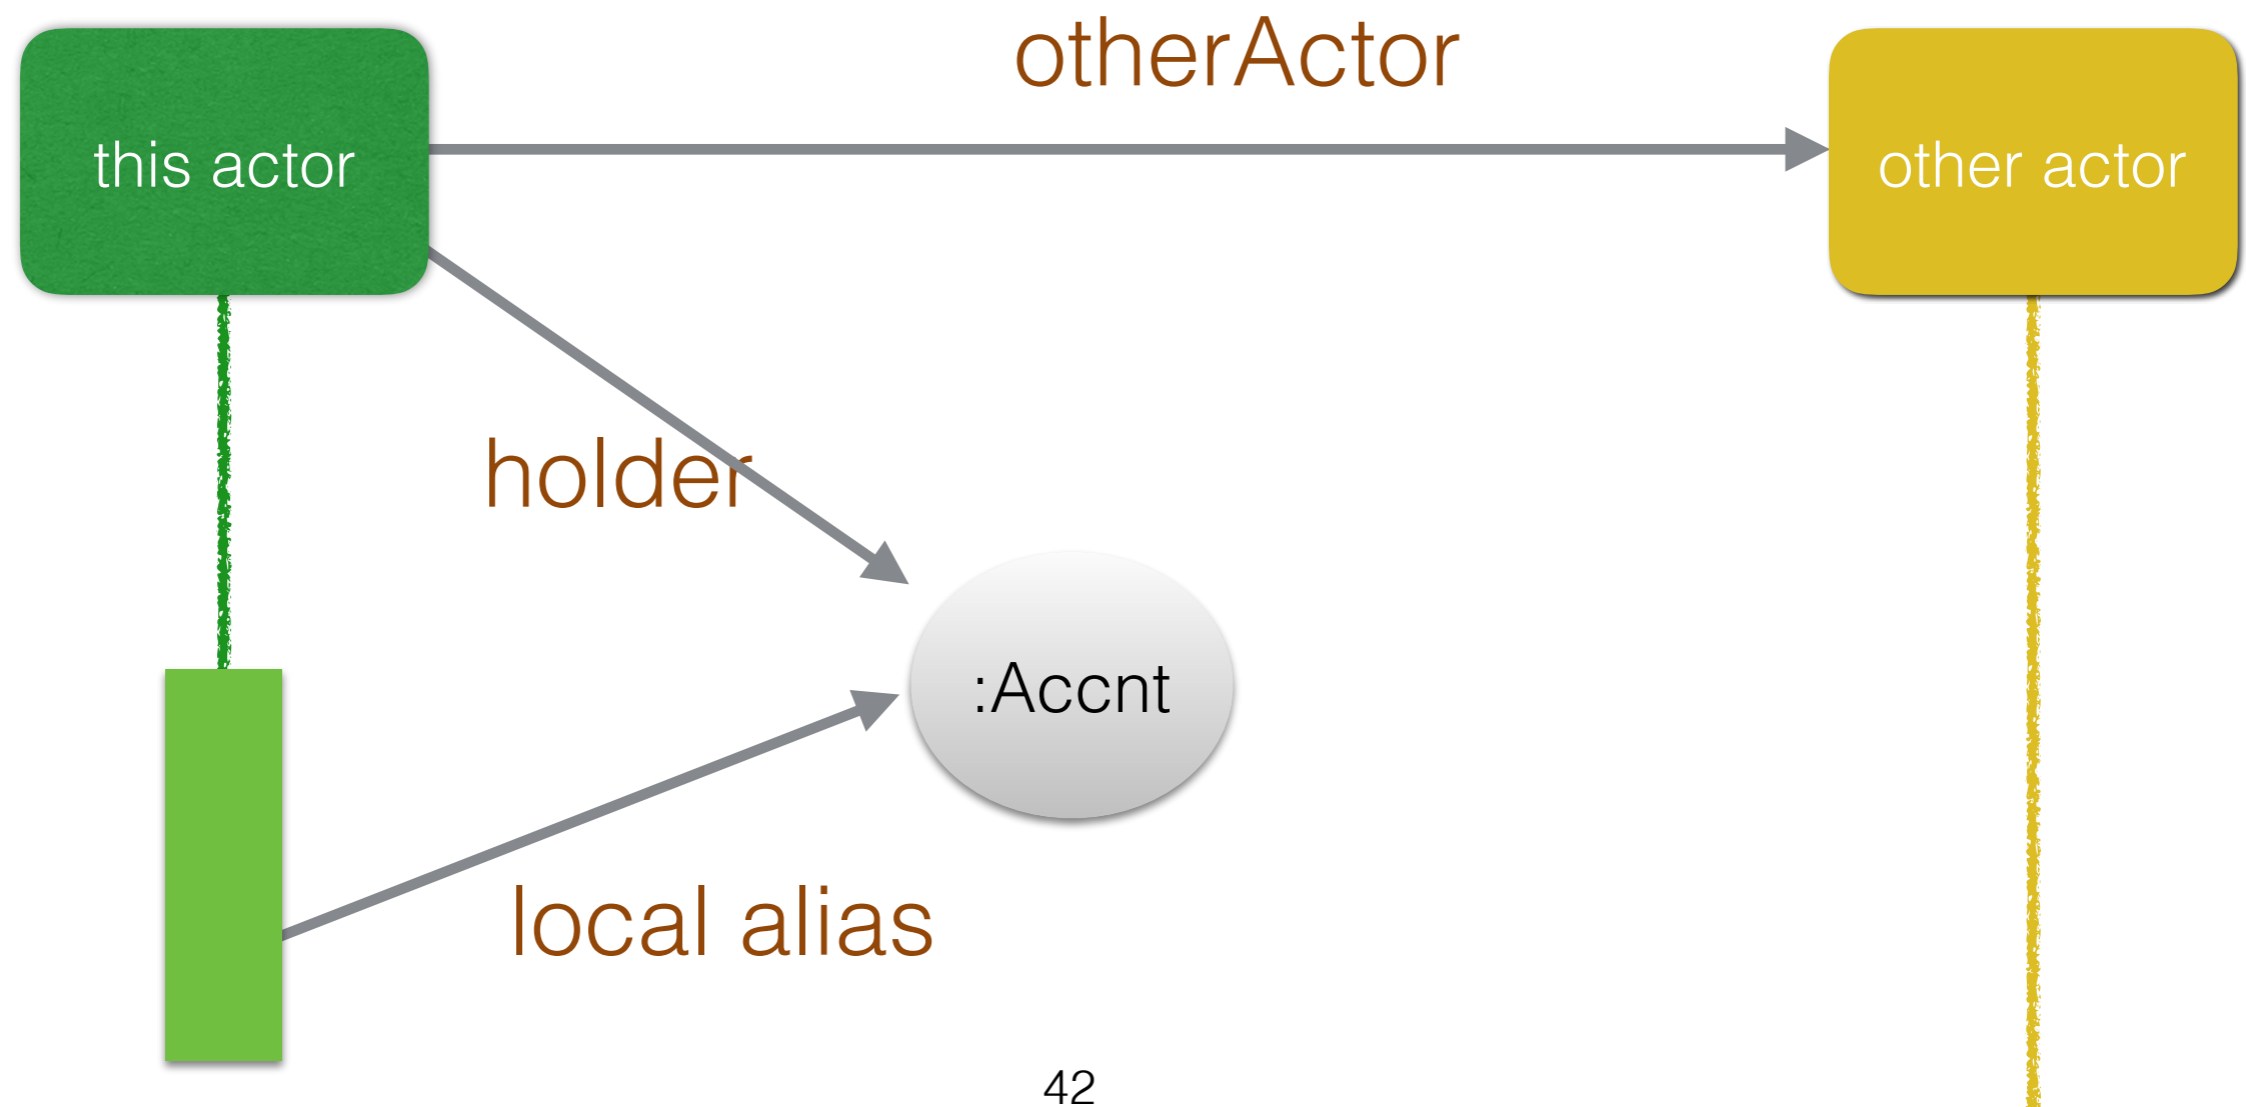 otherActor
this actor
other actor
holder
:Accnt
local alias
42